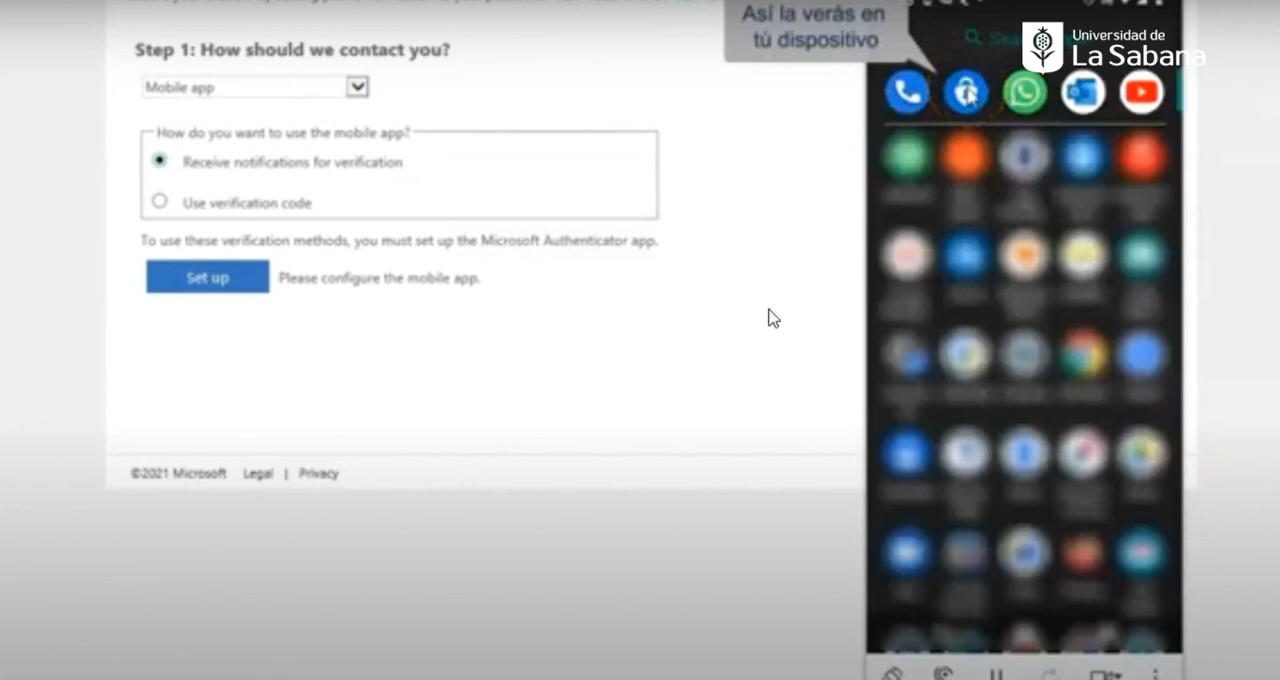 Step 1: How should we contact you?
Mobile app
How do you want to use the mobile app?
Receive notifications for verification
Use verification code
To use these verification methods, you must set up the Microsoft Authenticator app.
Set up
Please configure the mobile app.
©2021 Microsoft Legal | Privacy
Así la verás en
tú dispositivo
Universidad de
La Sabana